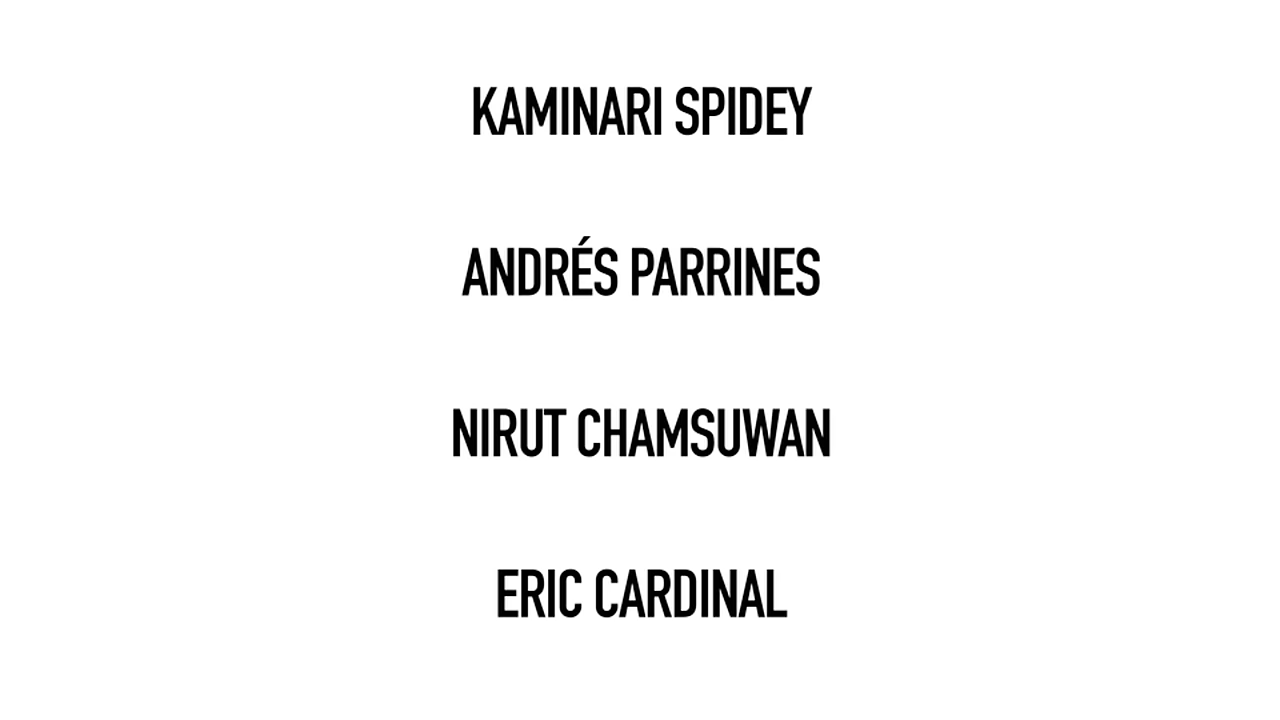 KAMINARI SPIDEY
ANDRÉS PARRINES
NIRUT CHAMSUWAN
ERIC CARDINAL